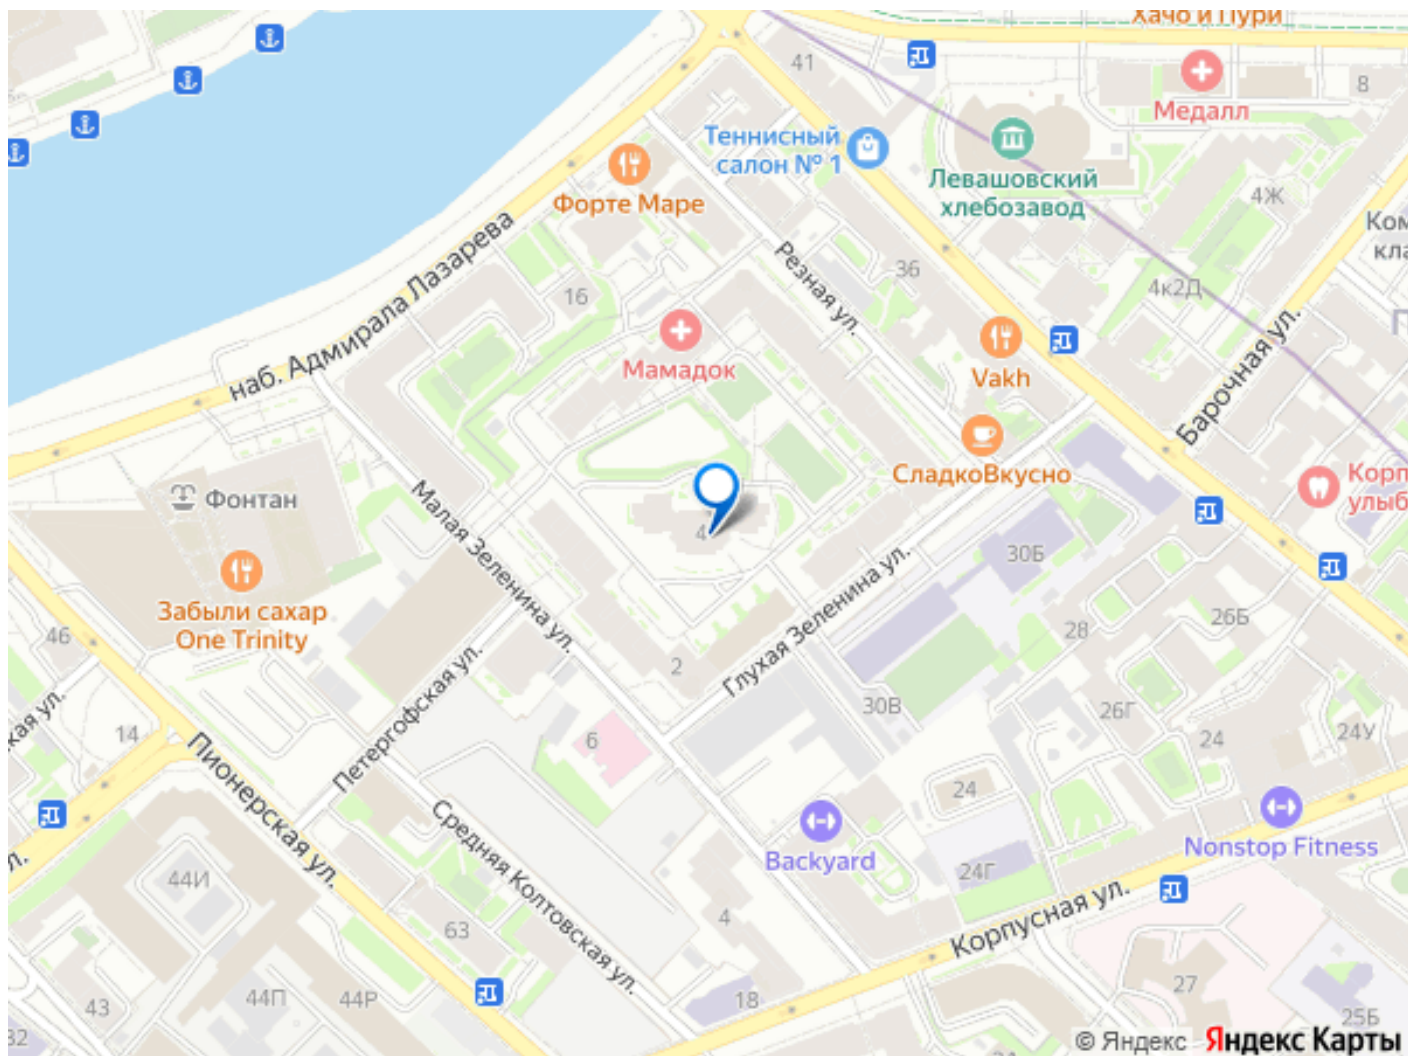 Хачо и Пури
41
8
Медалл
Теннисный
салон № 1
Левашовский
хлебозавод
4Ж
Форте Маре
наб. Адмирала Лазарева
Резная ул.
36
16
4к2Д
Мамадок
Vakh
Барочная ул.
СладкоВкусно
Фонтан
Малая Зеленина ул.
4
30Б
Забыли сахар
One Trinity
46
28
26Б
Глухая Зеленина ул.
2
Петергофская ул.
30В
26Г
24
24У
14
6
Пионерская ул.
24
Backyard
Nonstop Fitness
Средняя Колтовская ул.
44И
24Г
4
63
Корпусная ул.
27
43
44П
44Р
18
25Б
32
© Яндекс Яндекс Карты